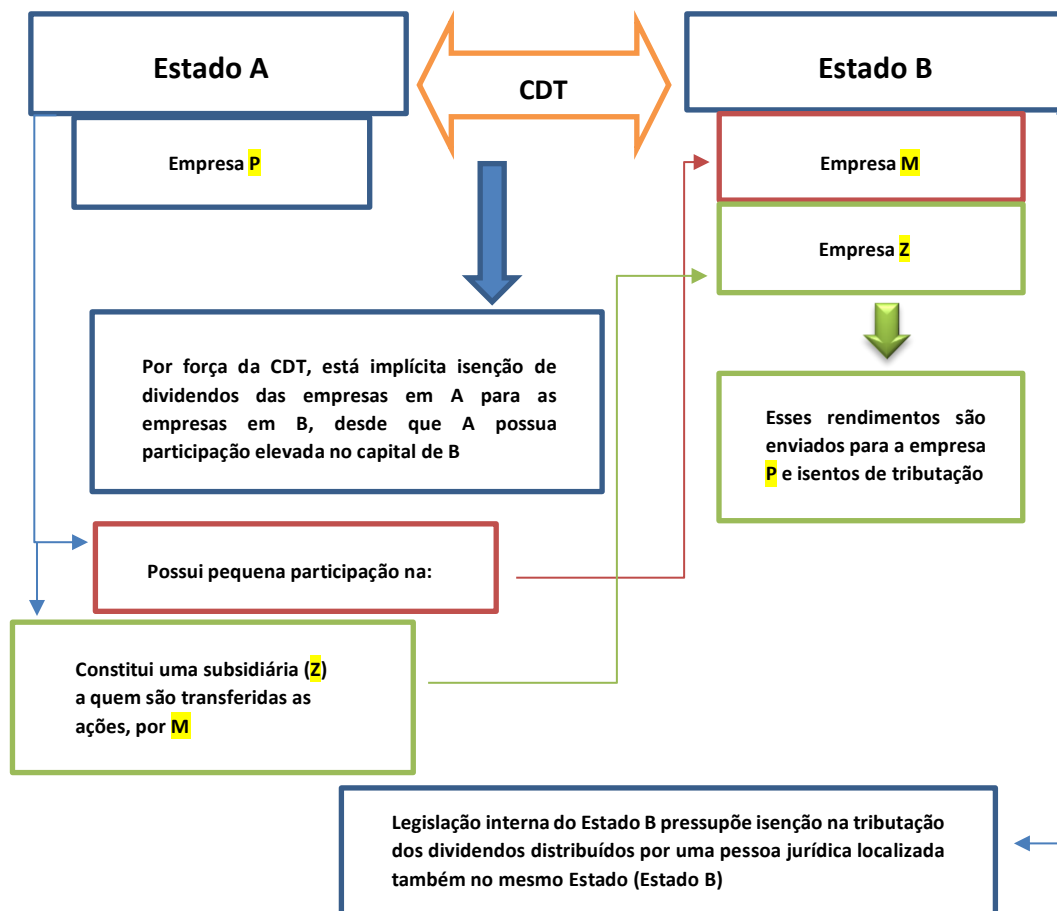 Estado A
CDT
Estado B
Empresa P
Empresa M
Empresa Z
Por força da CDT, está implícita isenção de
dividendos das empresas em A para as
empresas em B, desde que A possua
participação elevada no capital de B
Esses rendimentos são
enviados para a empresa
P e isentos de tributação
Possui pequena participação na:
Constitui uma subsidiária (Z)
a quem são transferidas as
ações, por M
Legislação interna do Estado B pressupõe isenção na tributação
dos dividendos distribuídos por uma pessoa jurídica localizada
também no mesmo Estado (Estado B)